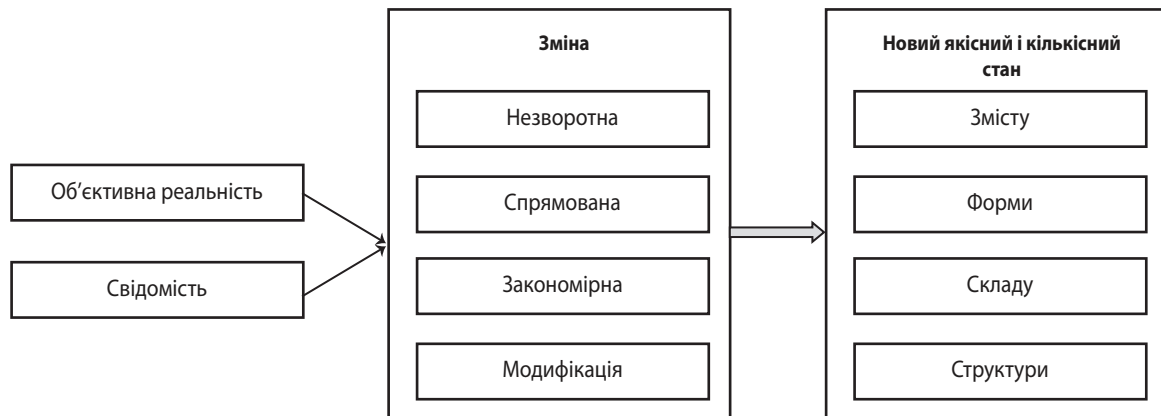 Об’єктивна реальність
Свідомість
Зміна
Незворотна
Спрямована
Закономірна
Модифікація
Новий якісний і кількісний
стан
Змісту
Форми
Складу
Структури